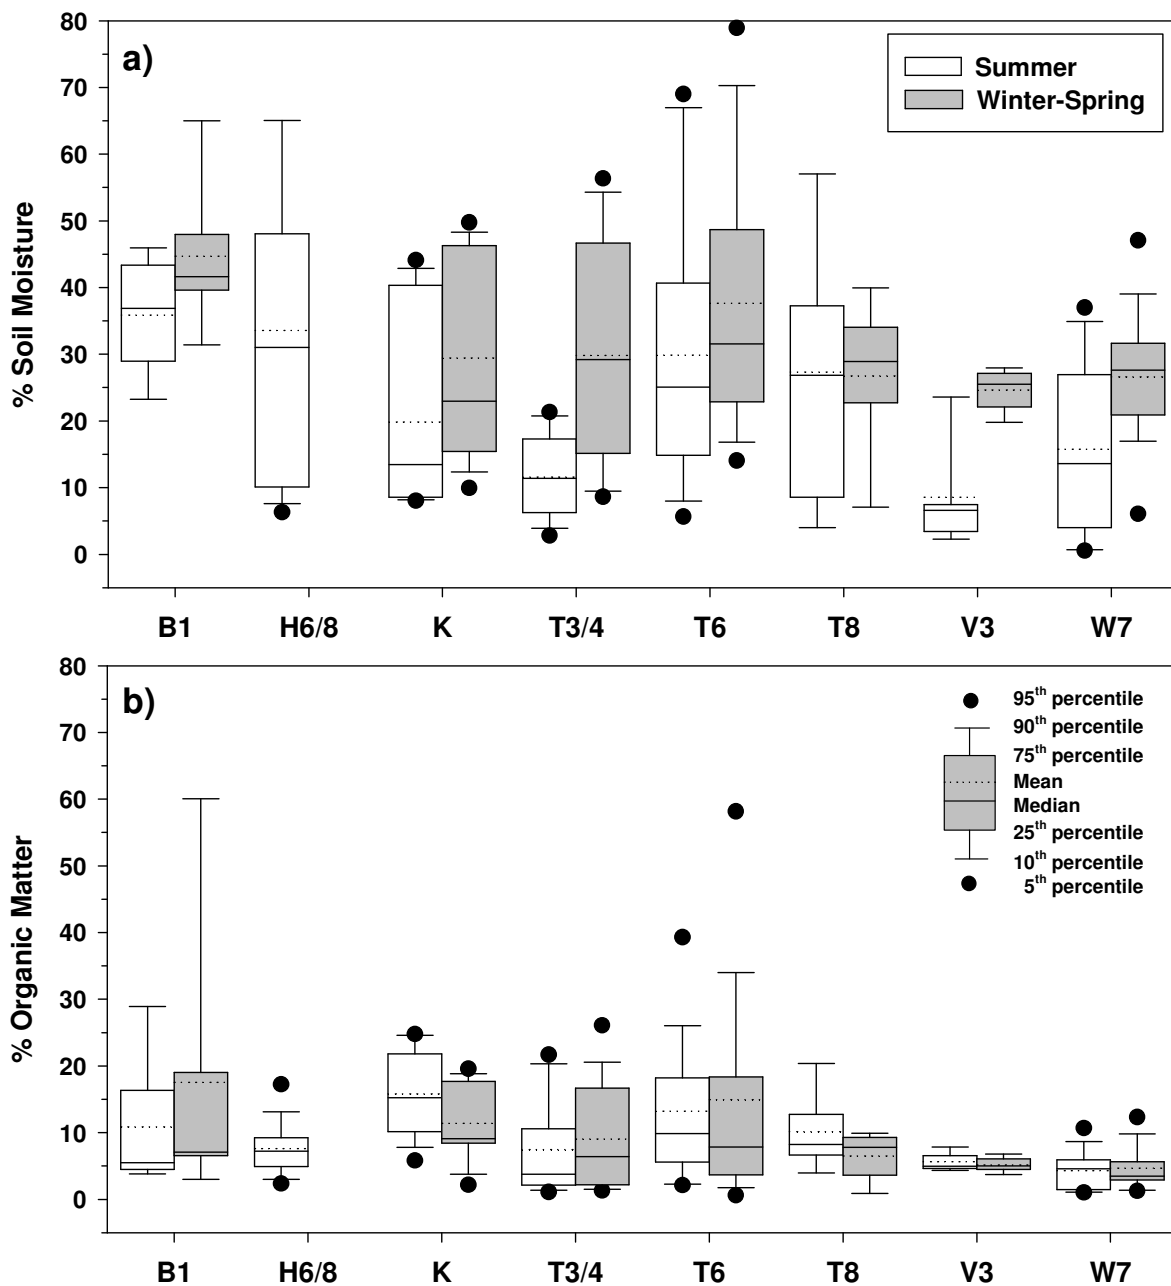 a)
Summer
Winter-Spring
% Soil Moisture
80
70
60
50
40
30
20
10
0
B1 H6/8 K T3/4 T6 T8 V3 W7
b)
95th percentile
90th percentile
75th percentile
Mean
Median
25th percentile
10th percentile
5th percentile
% Organic Matter
80
70
60
50
40
30
20
10
0
B1 H6/8 K T3/4 T6 T8 V3 W7